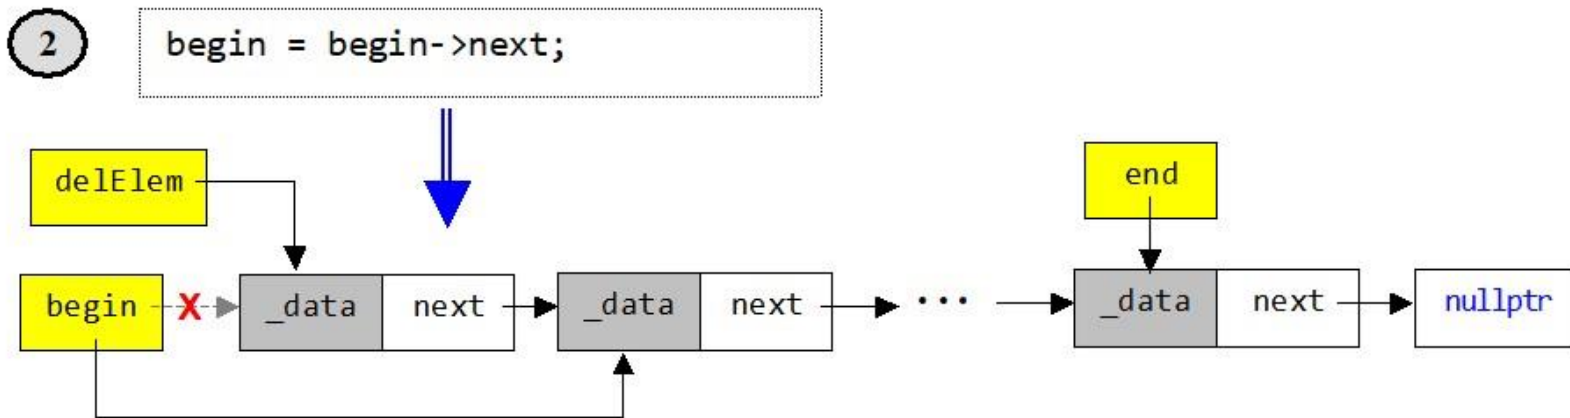 2
begin = begin->next;
delElem
end
begin X _data next _data next ... _data next nullptr